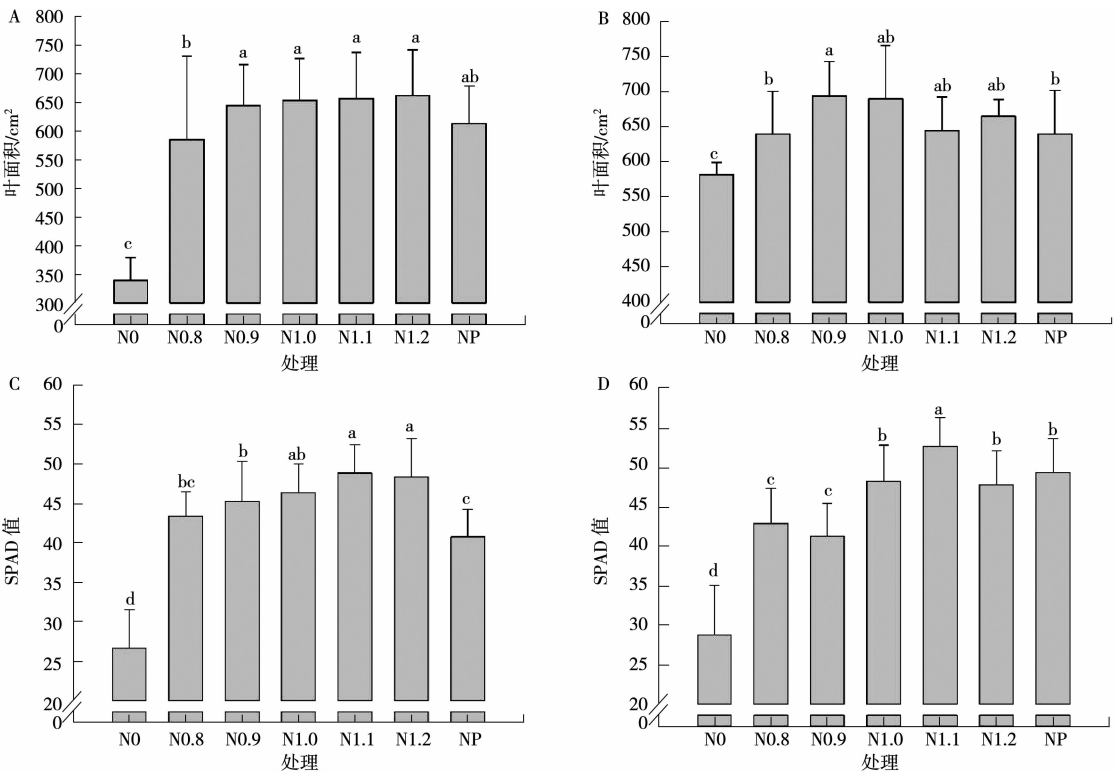 A
叶面积/cm²
800
750
700
650
600
550
500
450
400
350
300
0
c
b
a
a
a
a
ab
N0 N0.8 N0.9 N1.0 N1.1 N1.2 NP
处理
B
叶面积/cm²
800
750
700
650
600
550
500
450
400
0
c
b
a
ab
ab
ab
b
N0 N0.8 N0.9 N1.0 N1.1 N1.2 NP
处理
C
SPAD 值
60
55
50
45
40
35
30
25
20
0
d
bc
b
ab
a
a
c
N0 N0.8 N0.9 N1.0 N1.1 N1.2 NP
处理
D
SPAD 值
60
55
50
45
40
35
30
25
20
0
d
c
c
b
a
b
b
N0 N0.8 N0.9 N1.0 N1.1 N1.2 NP
处理